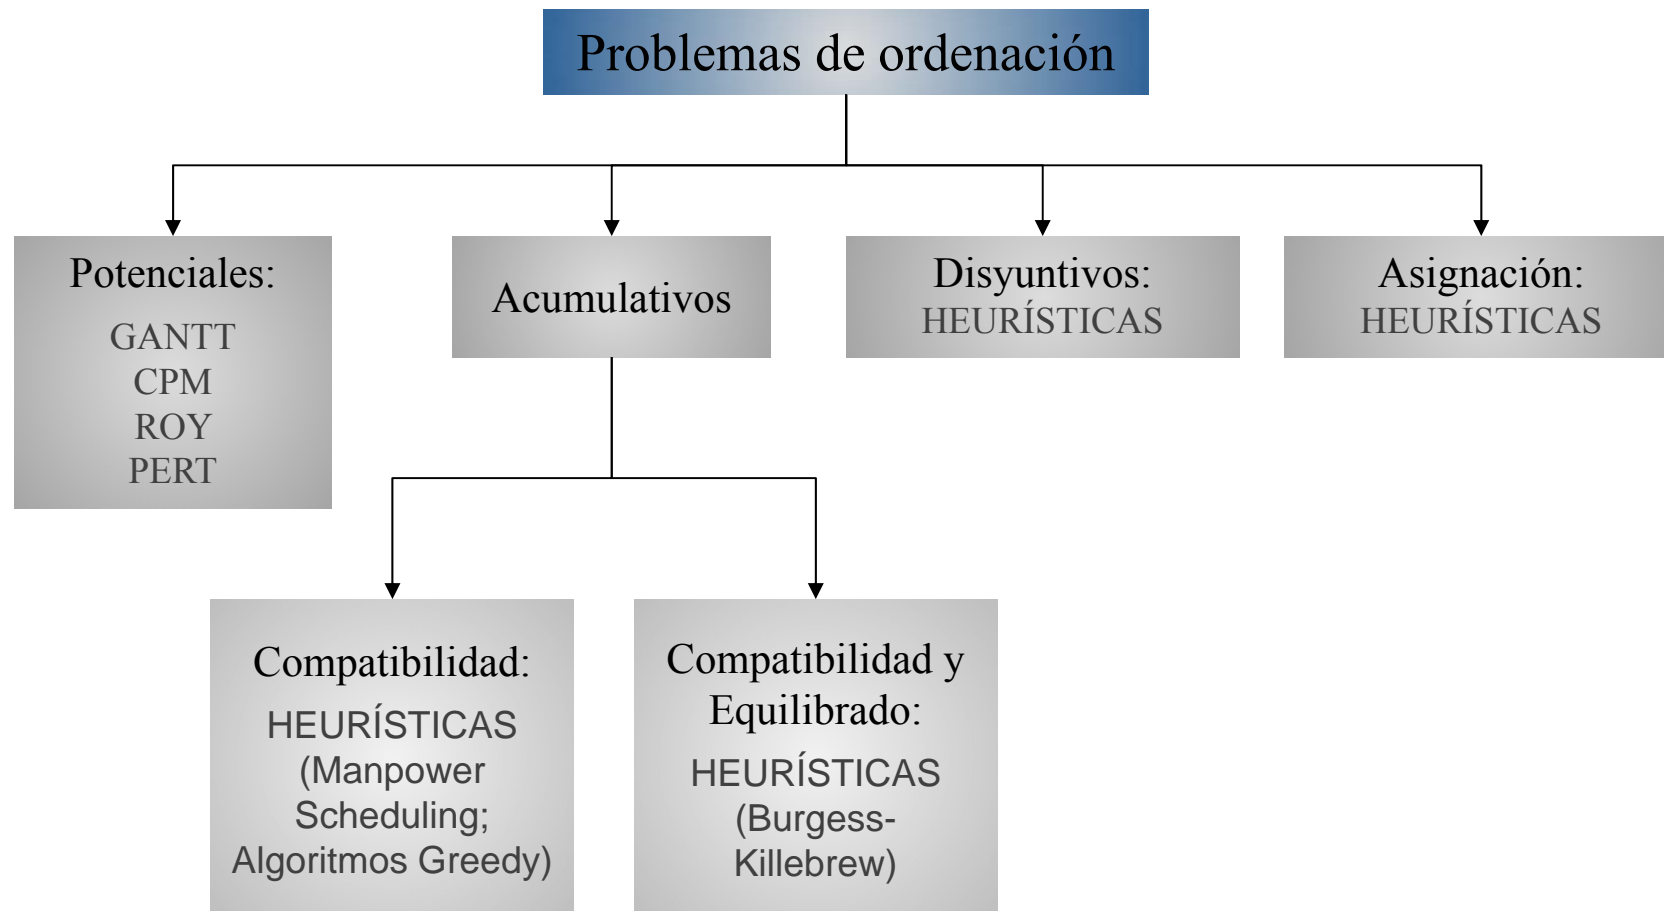 Problemas de ordenación
Potenciales:
GANTT
CPM
ROY
PERT
Acumulativos
Disyuntivos:
HEURÍSTICAS
Asignación:
HEURÍSTICAS
Compatibilidad:
HEURÍSTICAS
(Manpower
Scheduling;
Algoritmos Greedy)
Compatibilidad y
Equilibrado:
HEURÍSTICAS
(Burgess-
Killebrew)